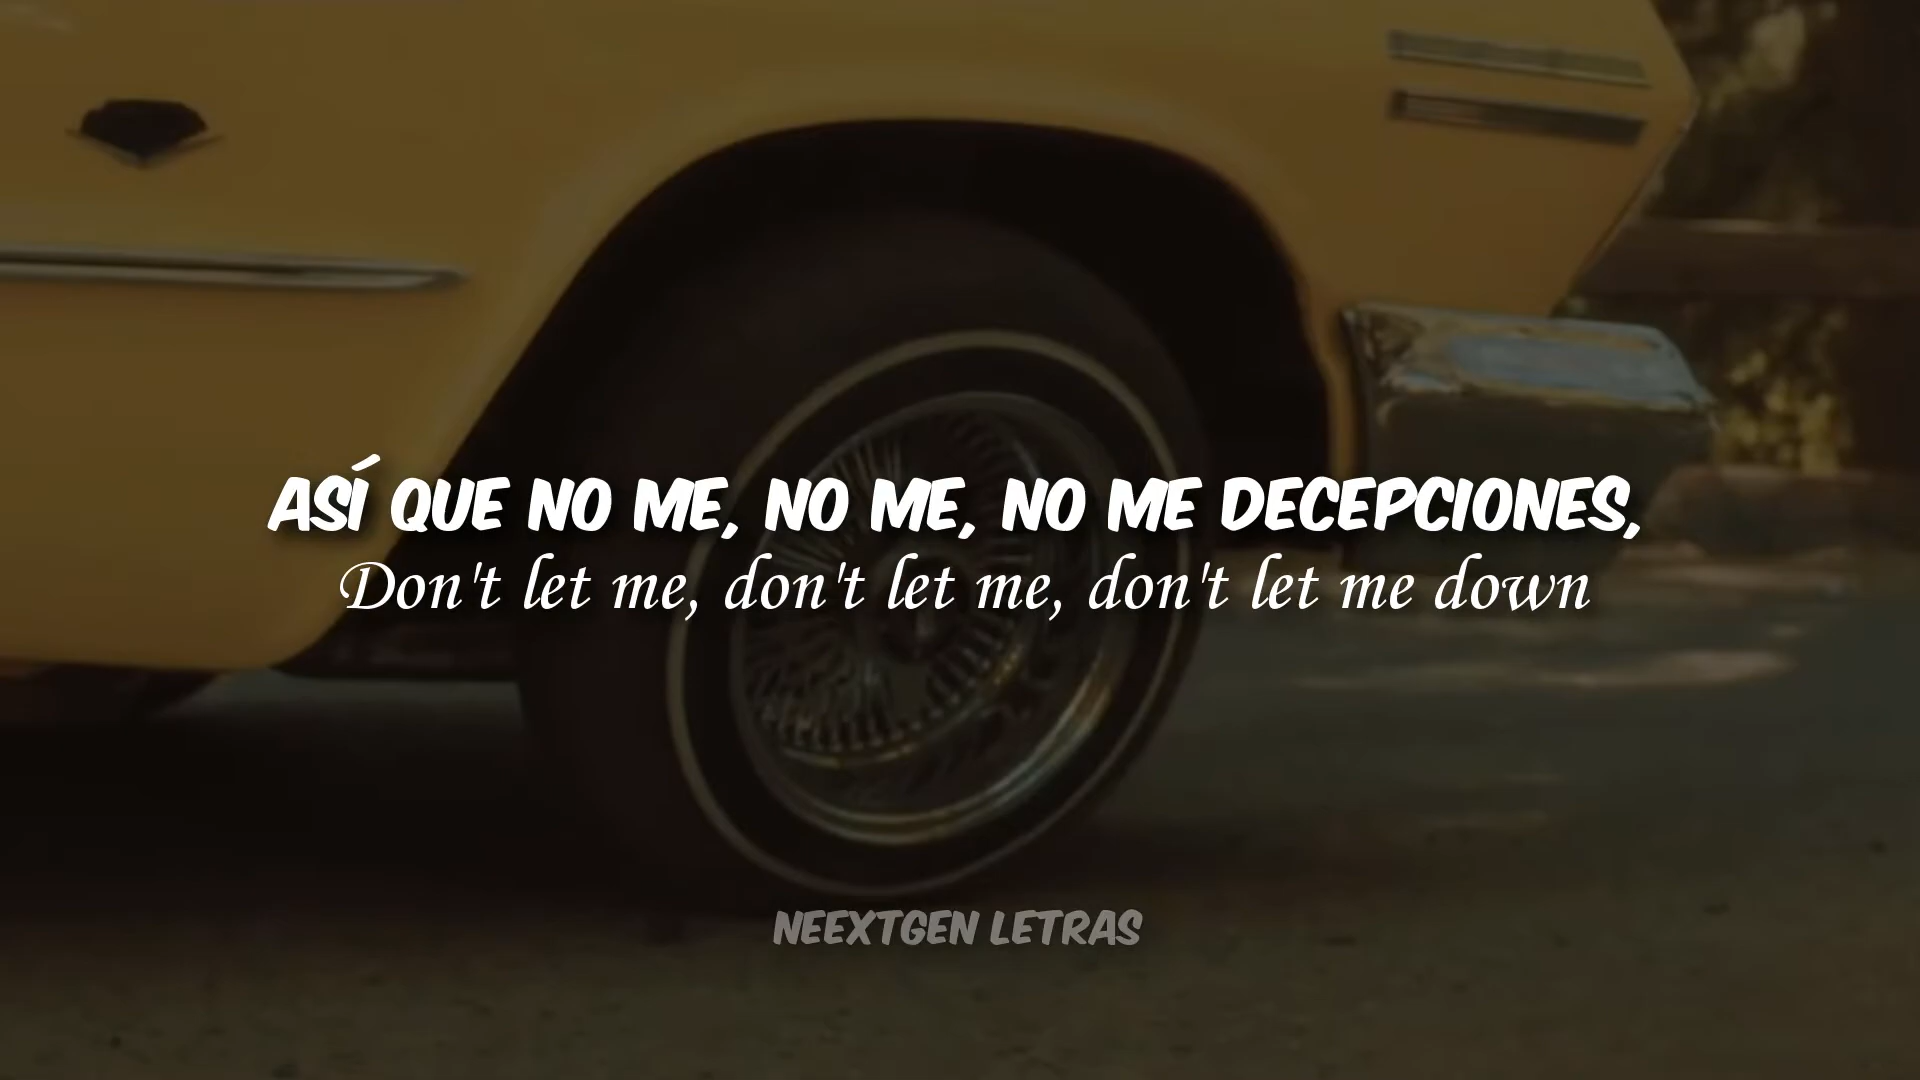 ASÍ QUE NO ME, NO ME, NO ME DECEPCIONES,
Don't let me, don't let me, don't let me down
NEEXTGEN LETRAS